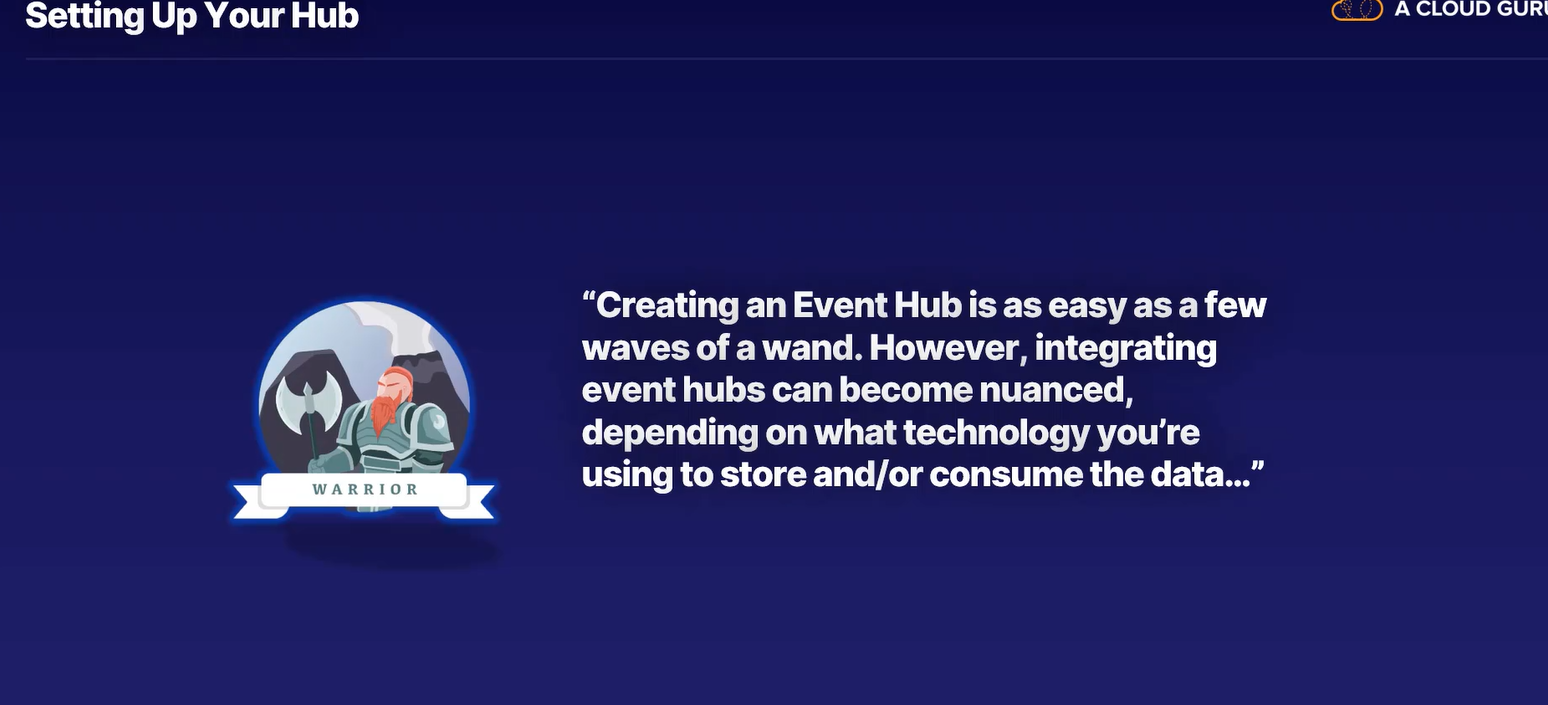 Setting Up Your Hub
A CLOUD GURU
“Creating an Event Hub is as easy as a few
waves of a wand. However, integrating
event hubs can become nuanced,
depending on what technology you’re
using to store and/or consume the data...”
WARRIOR